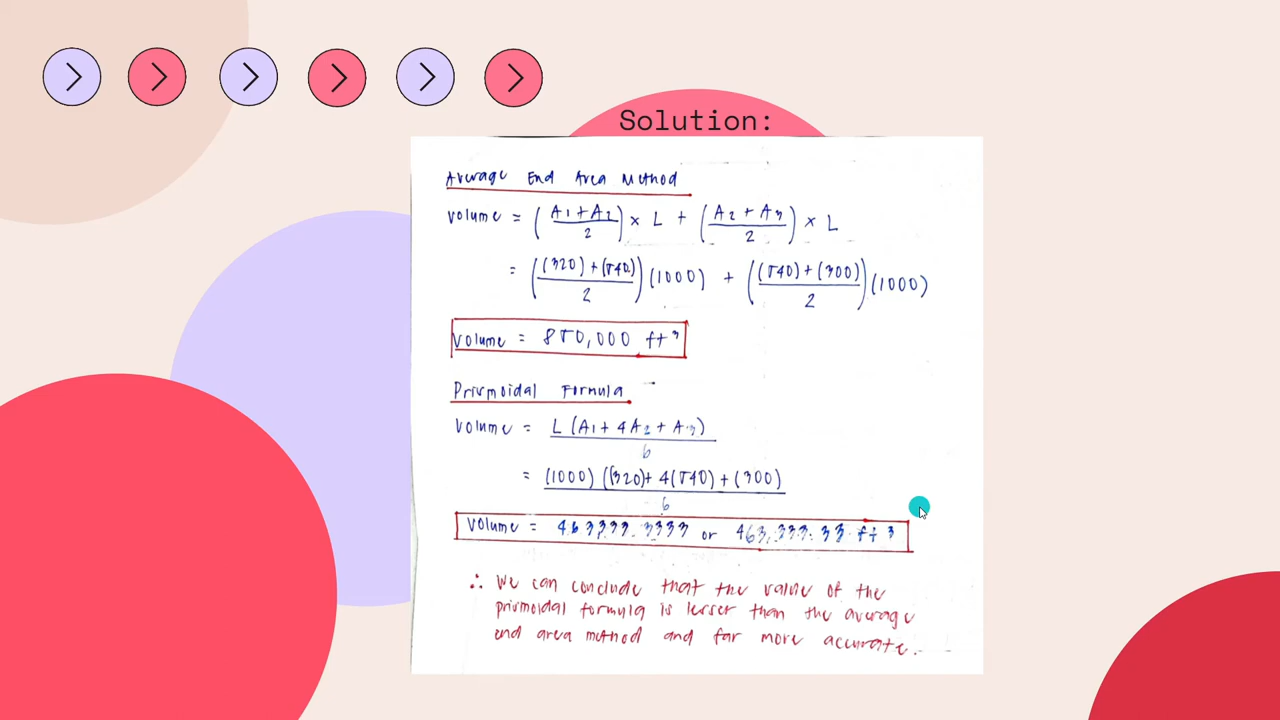 Solution:
Average End Area Method
Volume = ((A1 + A2)/2) × L + ((A2 + A3)/2) × L
= (((320) + (540))/2)(1000) + (((540) + (300))/2)(1000)
Volume = 850,000 ft³
Prismoidal Formula
Volume = L (A1 + 4A2 + A3)/6
= (1000) ((320) + 4(540) + (300)/6
Volume = 463333.3333 or 463,333.33 ft³
∴ We can conclude that the value of the
prismoidal formula is lesser than the average
end area method and far more accurate.